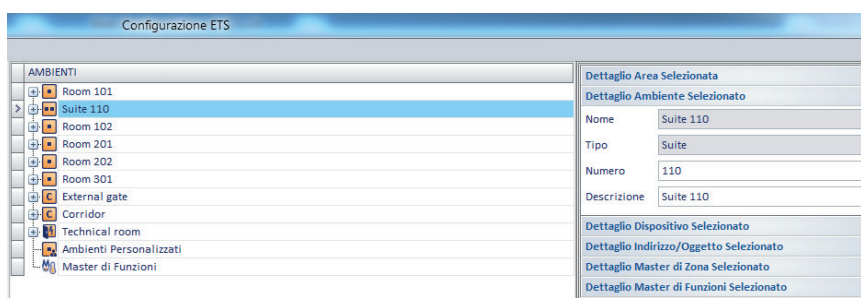 Configurazione ETS
AMBIENTI
Room 101
Suite 110
Room 102
Room 201
Room 202
Room 301
C External gate
C Corridor
Technical room
Ambienti Personalizzati
Master di Funzioni
Dettaglio Area Selezionata
Dettaglio Ambiente Selezionato
Nome Suite 110
Tipo Suite
Numero 110
Descrizione Suite 110
Dettaglio Dispositivo Selezionato
Dettaglio Indirizzo/Oggetto Selezionato
Dettaglio Master di Zona Selezionato
Dettaglio Master di Funzioni Selezionato